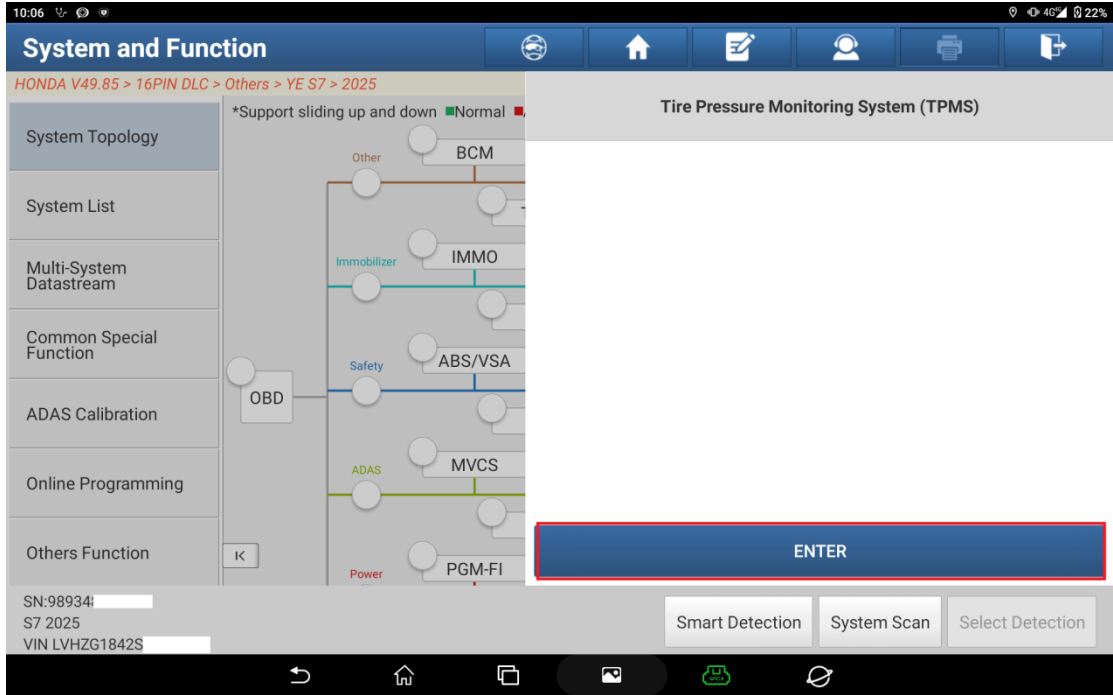 10:06
4G
22%
System and Function
HONDA V49.85 > 16PIN DLC > Others > YE S7 > 2025
*Support sliding up and down ■Normal
Tire Pressure Monitoring System (TPMS)
System Topology
System List
Multi-System
Datastream
Common Special
Function
ADAS Calibration
Online Programming
Others Function
OBD
Other
BCM
Immobilizer
IMMO
Safety
ABS/VSA
ADAS
MVCS
Power
PGM-FI
ENTER
SN:98934
S7 2025
VIN LVHZG1842S
Smart Detection
System Scan
Select Detection
VCI